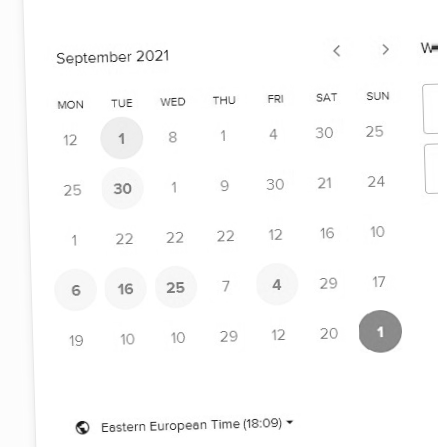 September 2021
MON TUE WED THU FRI SAT SUN
12 1 8 1 4 30 25
25 30 1 9 30 21 24
1 22 22 22 12 16 10
6 16 25 7 4 29 17
19 10 10 29 12 20 1
Eastern European Time (18:09)